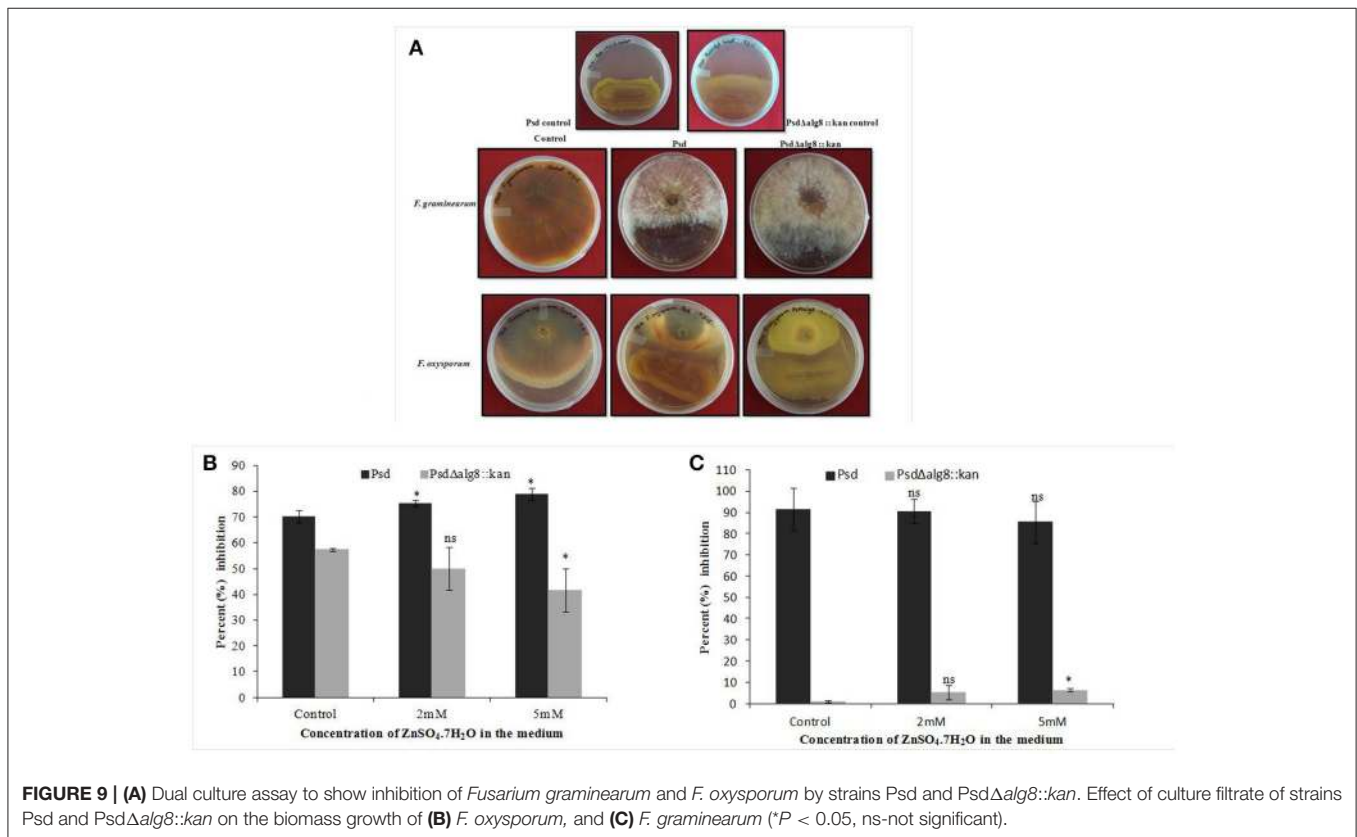 A
Psd control
PsdΔalg8::kan control
Control
Psd
PsdΔalg8::kan
F. graminearum
F. oxysporum
B
Psd
PsdΔalg8::kan
90
80
70
60
50
40
30
20
10
0
Percent (%) inhibition
*
ns
*
*
Control
2mM
5mM
Concentration of ZnSO₄.7H₂O in the medium
C
Psd
PsdΔalg8::kan
110
100
90
80
70
60
50
40
30
20
10
0
Percent (%) inhibition
ns
ns
ns
*
Control
2mM
5mM
Concentration of ZnSO₄.7H₂O in the medium
FIGURE 9 | (A) Dual culture assay to show inhibition of Fusarium graminearum and F. oxysporum by strains Psd and PsdΔalg8::kan. Effect of culture filtrate of strains
Psd and PsdΔalg8::kan on the biomass growth of (B) F. oxysporum, and (C) F. graminearum (*P < 0.05, ns-not significant).